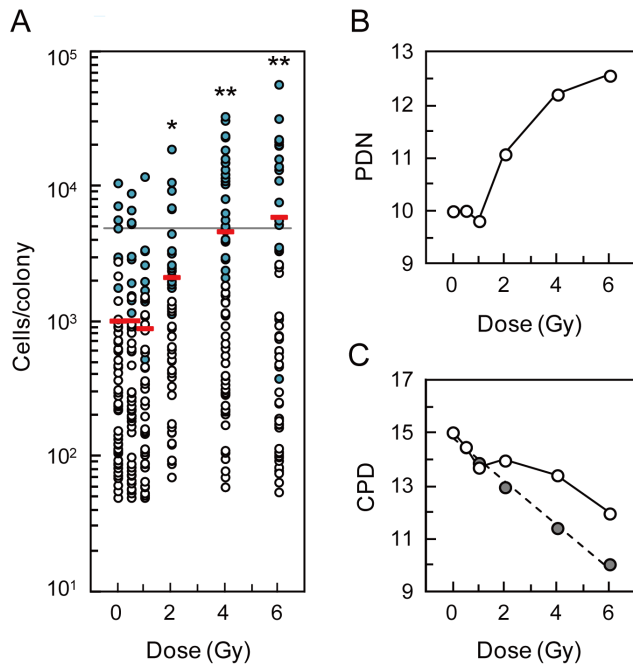 A
Cells/colony
10⁵
10⁴
10³
10²
10¹
*
**
**
0 2 4 6
Dose (Gy)
B
PDN
13
12
11
10
9
0 2 4 6
Dose (Gy)
C
CPD
17
15
13
11
9
0 2 4 6
Dose (Gy)